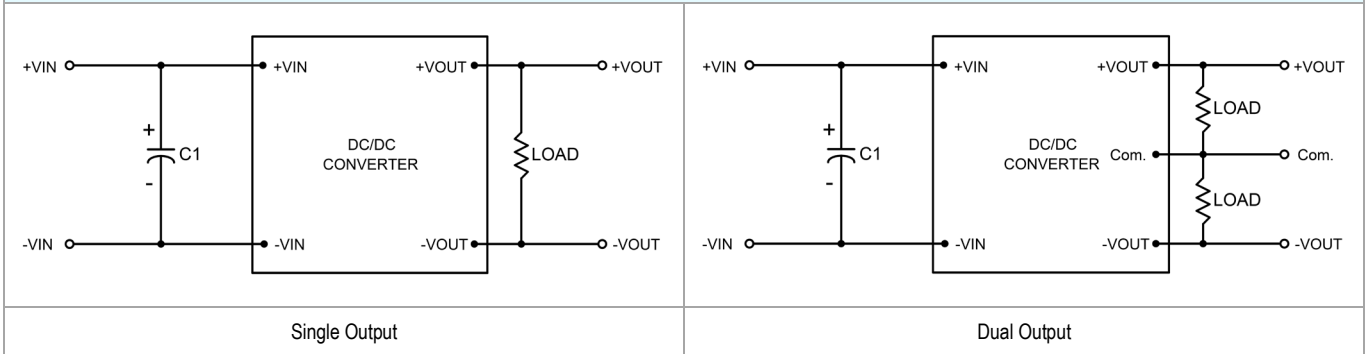 +VIN
+VIN
+VOUT
+VOUT
+
C1
-
DC/DC
CONVERTER
LOAD
-VIN
-VIN
-VOUT
-VOUT
Single Output
+VIN
+VIN
+VOUT
+VOUT
LOAD
+
C1
-
DC/DC
CONVERTER
Com.
Com.
LOAD
-VIN
-VIN
-VOUT
-VOUT
Dual Output